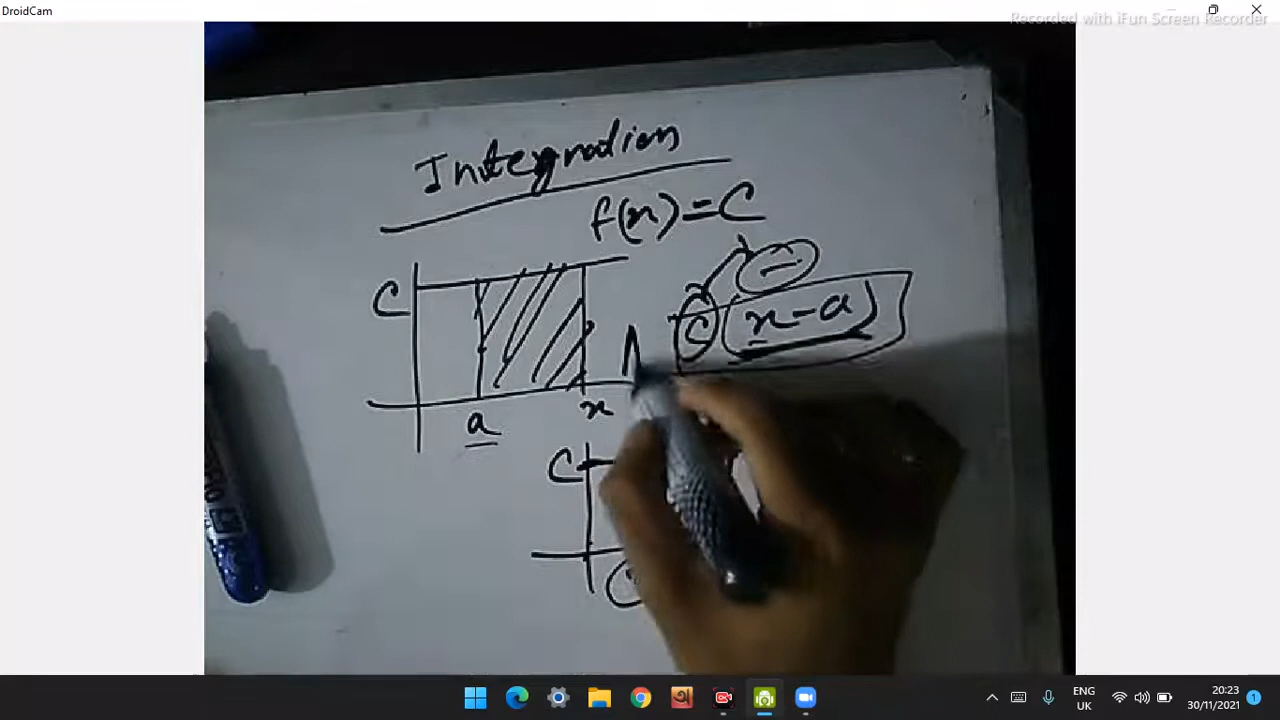 DroidCam
Recorded with iFun Screen Recorder
Integration
f(x) = C
C
C (x-a)
a
x
C
ENG
UK
20:23
30/11/2021